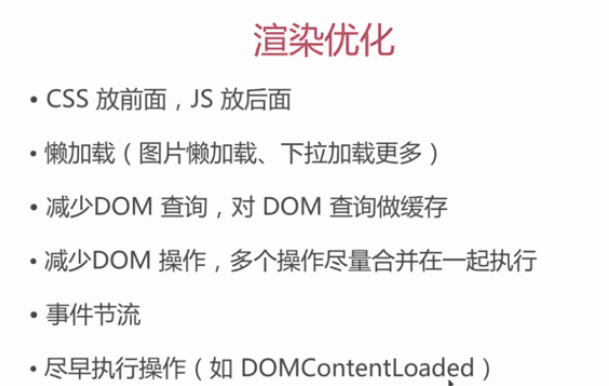 渲染优化
• CSS 放前面，JS 放后面
• 懒加载（图片懒加载、下拉加载更多）
• 减少DOM 查询，对 DOM 查询做缓存
• 减少DOM 操作，多个操作尽量合并在一起执行
• 事件节流
• 尽早执行操作（如 DOMContentLoaded）